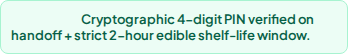 Cryptographic 4-digit PIN verified on
handoff + strict 2-hour edible shelf-life window.